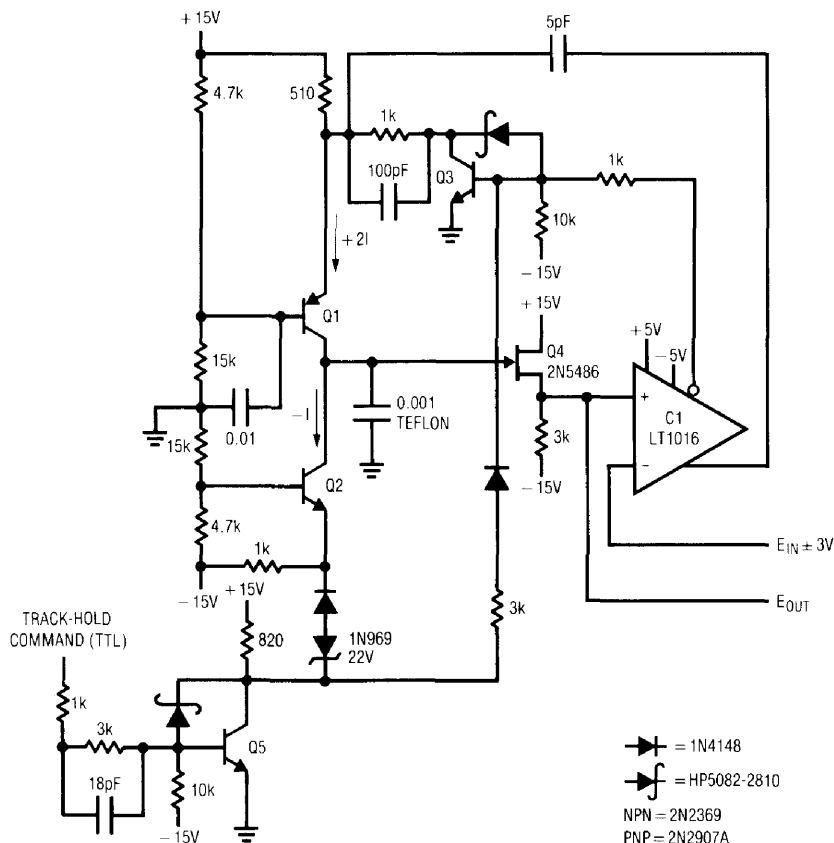 +15V
5pF
4.7k
510
1k
100pF
Q3
1k
10k
-15V
+2I
+15V
Q1
Q4
2N5486
+5V
-5V
15k
0.01
-I
0.001
TEFLON
+
C1
LT1016
-
3k
-15V
15k
Q2
4.7k
1k
-15V
+15V
EIN ± 3V
EOUT
3k
TRACK-HOLD
COMMAND (TTL)
820
1N969
22V
1k
3k
Q5
18pF
10k
-15V
= 1N4148
= HP5082-2810
NPN = 2N2369
PNP = 2N2907A